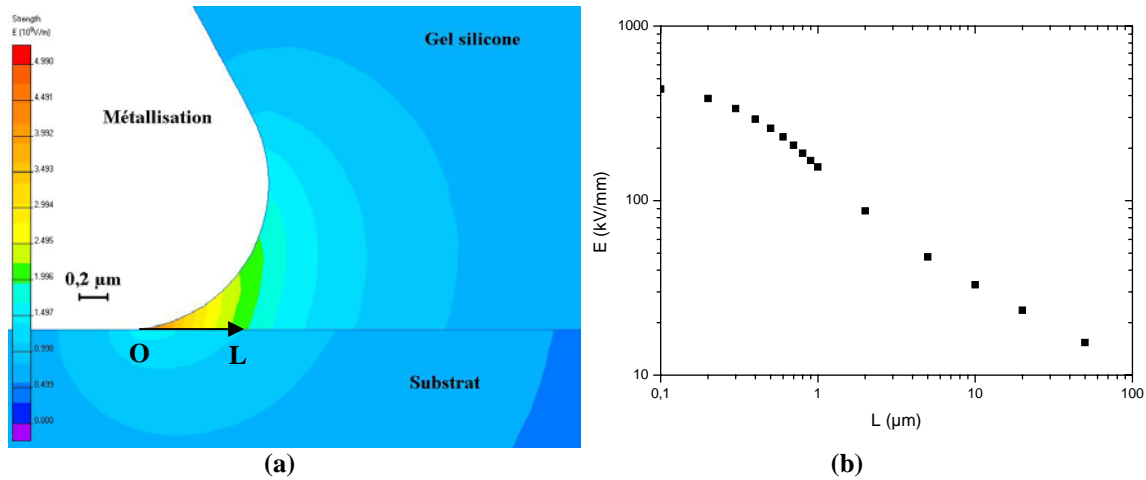 Strength
E (10⁸V/m)
4.990
4.491
3.992
3.493
2.994
2.495
1.996
1.497
0.998
0.499
0.000
Gel silicone
Métallisation
0,2 µm
O
L
Substrat
(a)
1000
100
10
E (kV/mm)
0,1
1
10
100
L (µm)
(b)